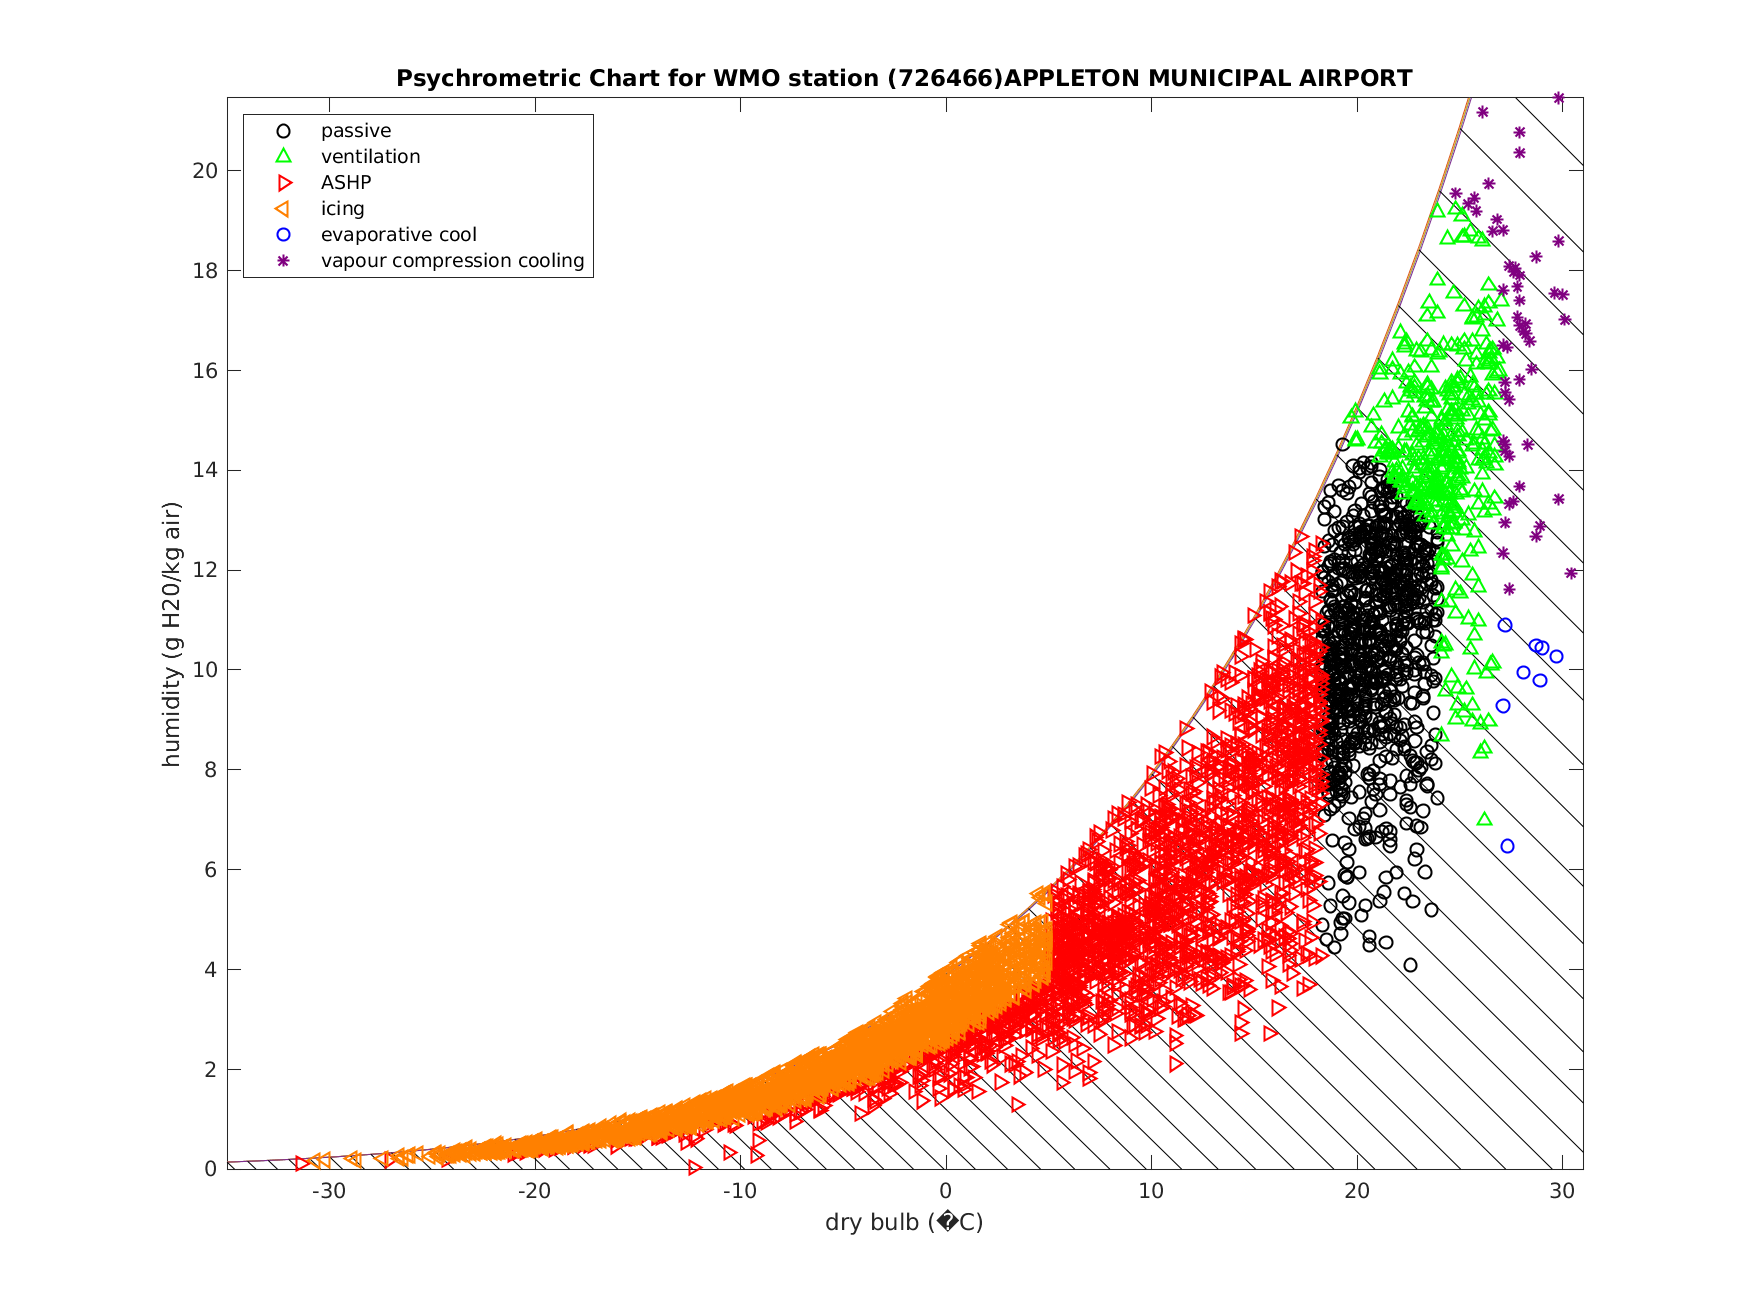 Psychrometric Chart for WMO station (726466)APPLETON MUNICIPAL AIRPORT
passive
ventilation
ASHP
icing
evaporative cool
vapour compression cooling
humidity (g H20/kg air)
20
18
16
14
12
10
8
6
4
2
0
-30 -20 -10 0 10 20 30
dry bulb (�C)